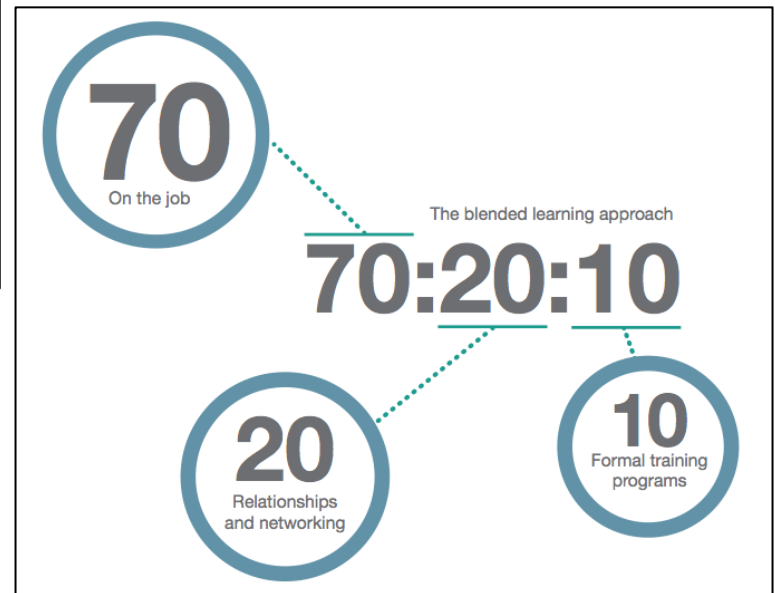 70
On the job
The blended learning approach
70:20:10
20
Relationships
and networking
10
Formal training
programs